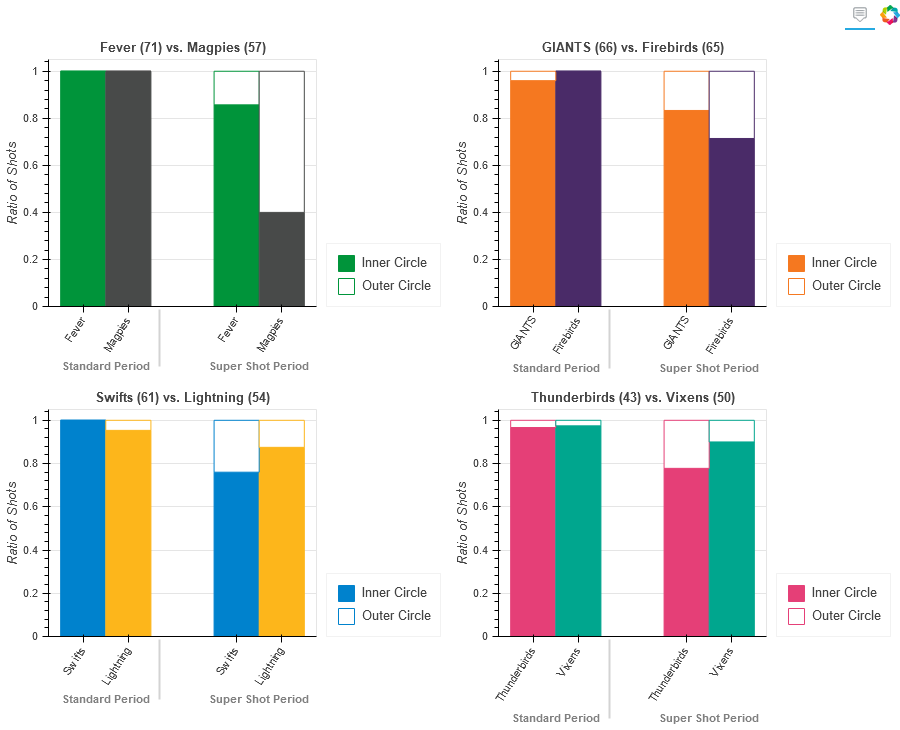 Fever (71) vs. Magpies (57)
1
0.8
0.6
0.4
0.2
0
Ratio of Shots
Fever
Magpies
Fever
Magpies
Standard Period
Super Shot Period
Inner Circle
Outer Circle
GIANTS (66) vs. Firebirds (65)
1
0.8
0.6
0.4
0.2
0
Ratio of Shots
GIANTS
Firebirds
GIANTS
Firebirds
Standard Period
Super Shot Period
Inner Circle
Outer Circle
Swifts (61) vs. Lightning (54)
1
0.8
0.6
0.4
0.2
0
Ratio of Shots
Swifts
Lightning
Swifts
Lightning
Standard Period
Super Shot Period
Inner Circle
Outer Circle
Thunderbirds (43) vs. Vixens (50)
1
0.8
0.6
0.4
0.2
0
Ratio of Shots
Thunderbirds
Vixens
Thunderbirds
Vixens
Standard Period
Super Shot Period
Inner Circle
Outer Circle